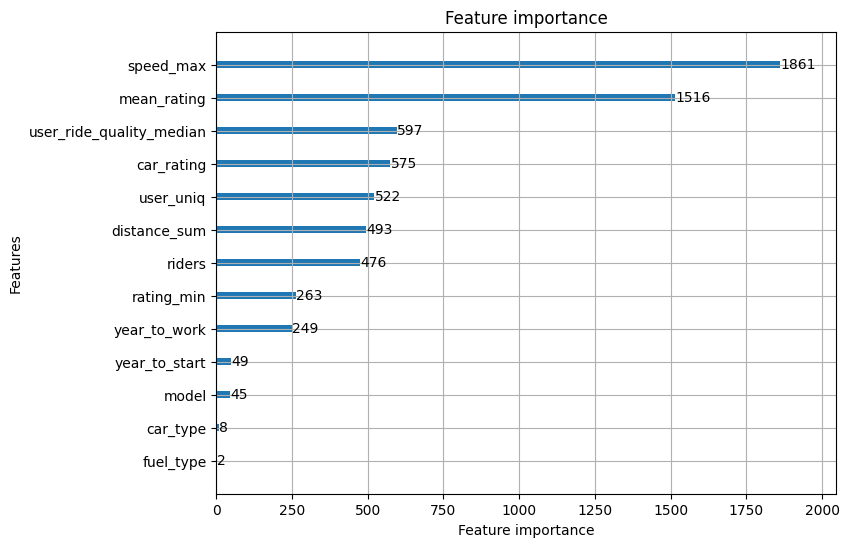 Feature importance
speed_max 1861
mean_rating 1516
user_ride_quality_median 597
car_rating 575
user_uniq 522
distance_sum 493
riders 476
rating_min 263
year_to_work 249
year_to_start 49
model 45
car_type 8
fuel_type 2
Features
0 250 500 750 1000 1250 1500 1750 2000
Feature importance